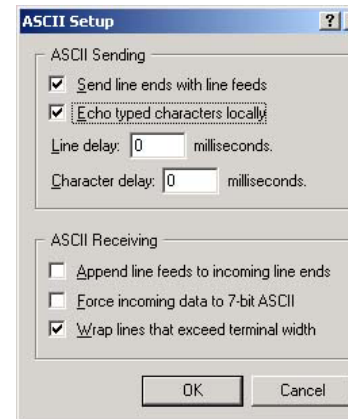 ASCII Setup
ASCII Sending
Send line ends with line feeds
Echo typed characters locally
Line delay: 0 milliseconds.
Character delay: 0 milliseconds.
ASCII Receiving
Append line feeds to incoming line ends
Force incoming data to 7-bit ASCII
Wrap lines that exceed terminal width
OK Cancel